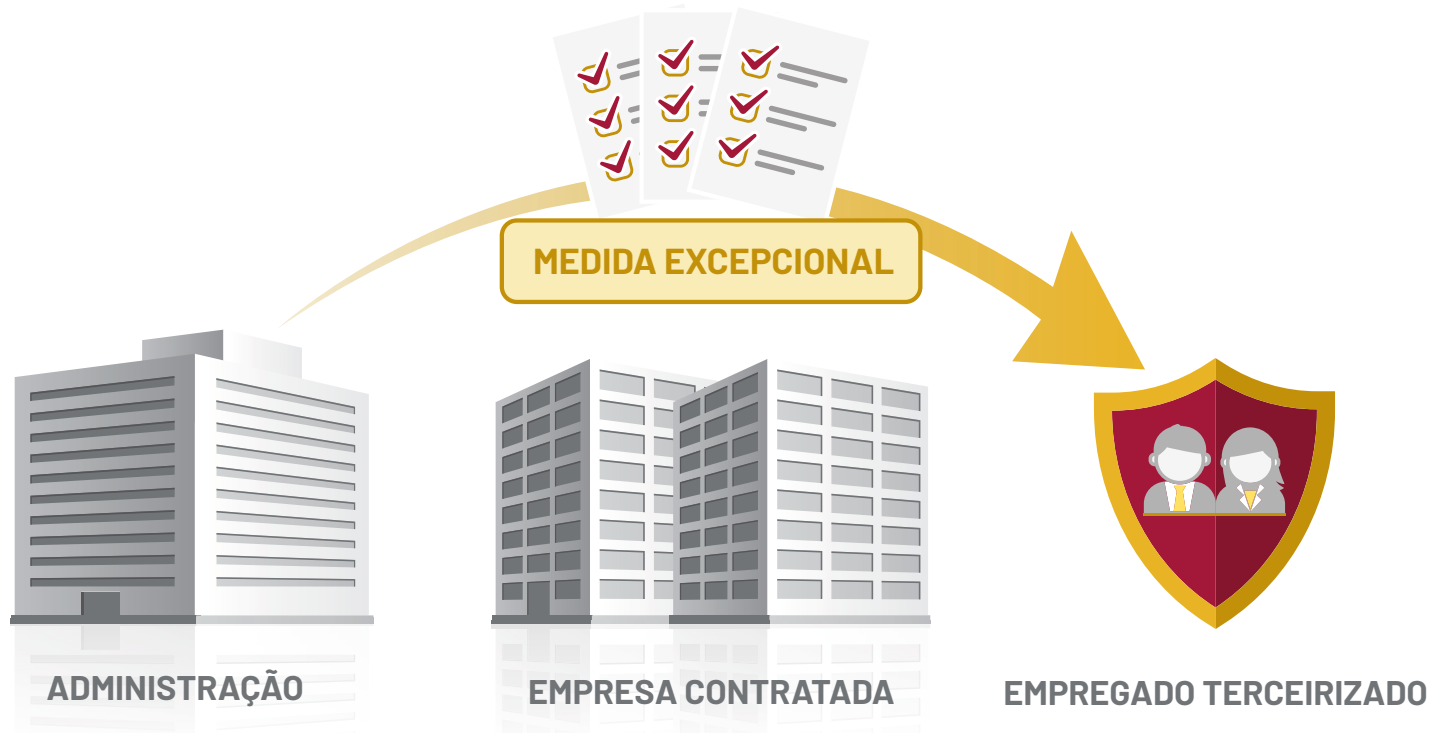 MEDIDA EXCEPCIONAL
ADMINISTRAÇÃO
EMPRESA CONTRATADA
EMPREGADO TERCEIRIZADO